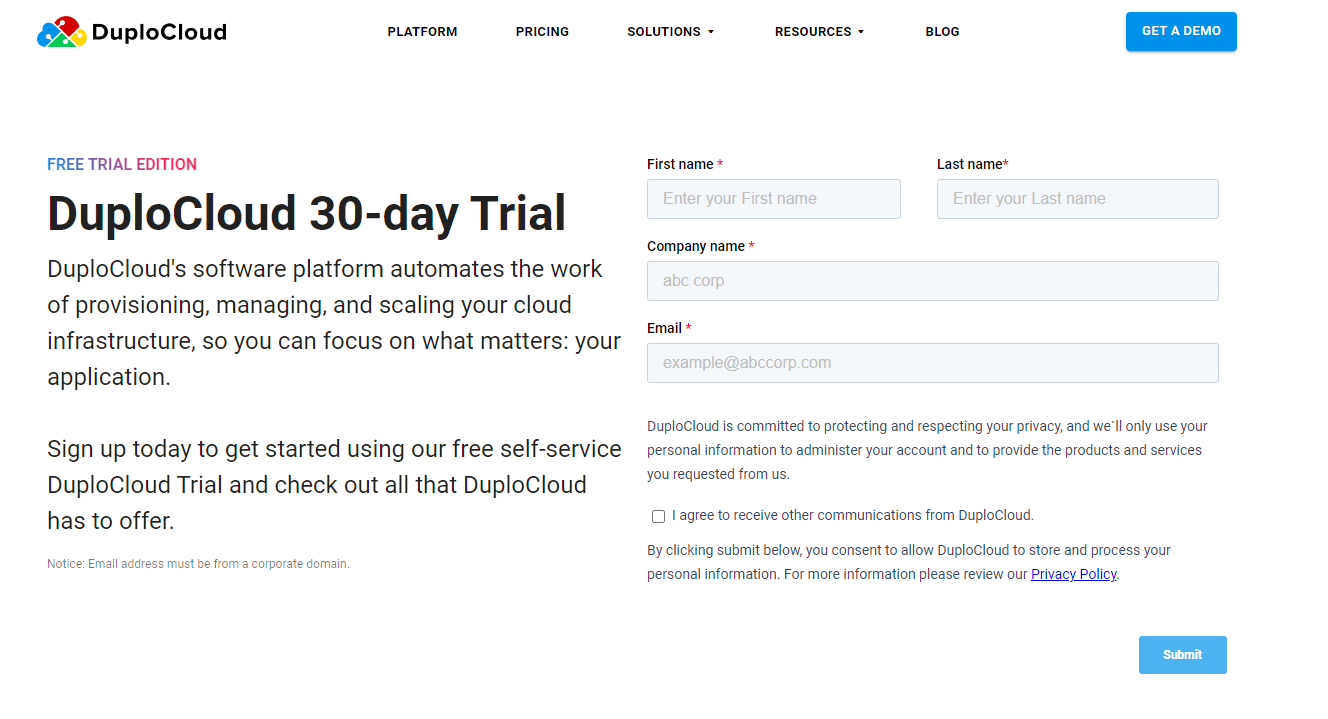 DuploCloud
PLATFORM
PRICING
SOLUTIONS
RESOURCES
BLOG
GET A DEMO
FREE TRIAL EDITION
DuploCloud 30-day Trial
DuploCloud's software platform automates the work
of provisioning, managing, and scaling your cloud
infrastructure, so you can focus on what matters: your
application.
Sign up today to get started using our free self-service
DuploCloud Trial and check out all that DuploCloud
has to offer.
Notice: Email address must be from a corporate domain.
First name *
Enter your First name
Last name*
Enter your Last name
Company name *
abc corp
Email *
example@abccorp.com
DuploCloud is committed to protecting and respecting your privacy, and we`ll only use your
personal information to administer your account and to provide the products and services
you requested from us.
I agree to receive other communications from DuploCloud.
By clicking submit below, you consent to allow DuploCloud to store and process your
personal information. For more information please review our Privacy Policy.
Submit